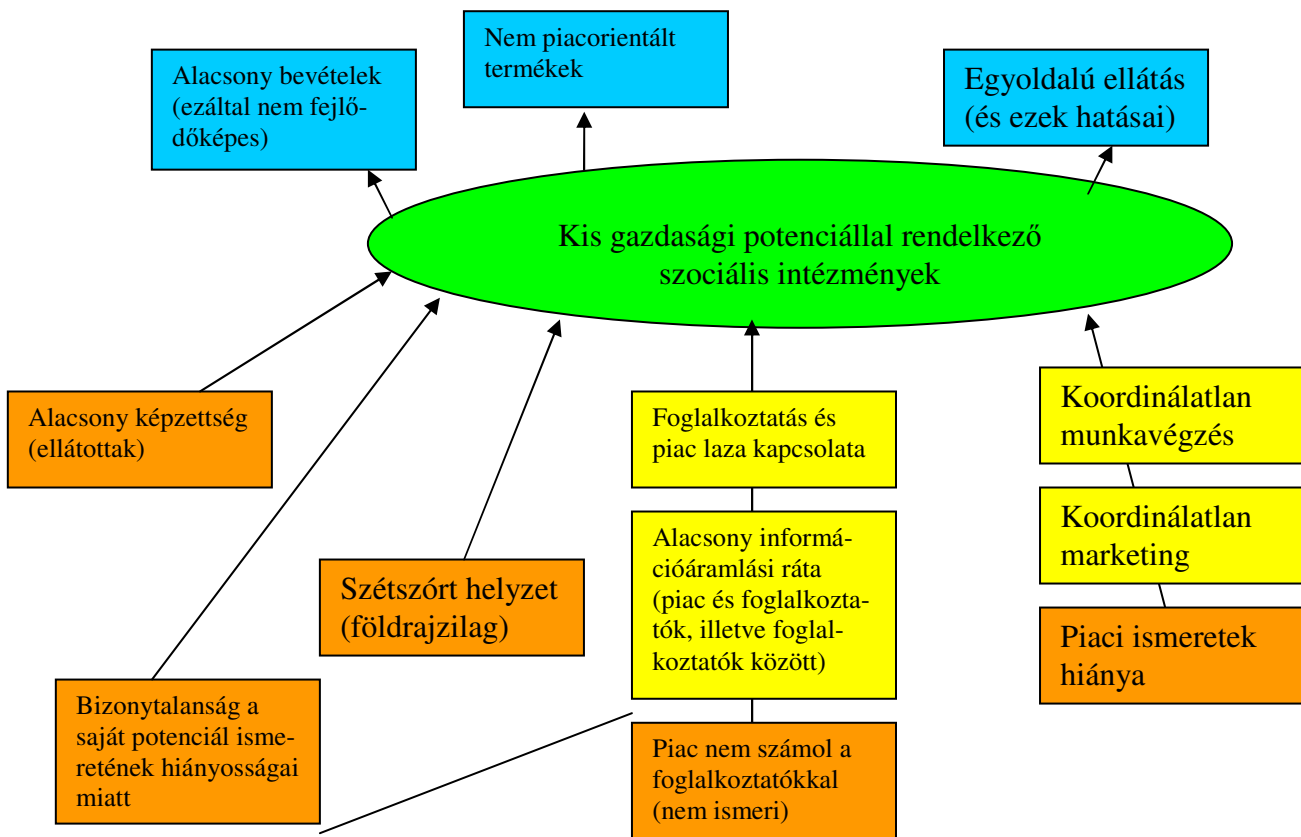 Nem piacorientált
termékek
Alacsony bevételek
(ezáltal nem fejlő-
dőképes)
Egyoldalú ellátás
(és ezek hatásai)
Kis gazdasági potenciállal rendelkező
szociális intézmények
Alacsony képzettség
(ellátottak)
Foglalkoztatás és
piac laza kapcsolata
Koordinálatlan
munkavégzés
Alacsony informá-
cióáramlási ráta
(piac és foglalkozta-
tók, illetve foglal-
koztatók között)
Koordinálatlan
marketing
Szétszórt helyzet
(földrajzilag)
Piaci ismeretek
hiánya
Bizonytalanság a
saját potenciál isme-
retének hiányosságai
miatt
Piac nem számol a
foglalkoztatókkal
(nem ismeri)